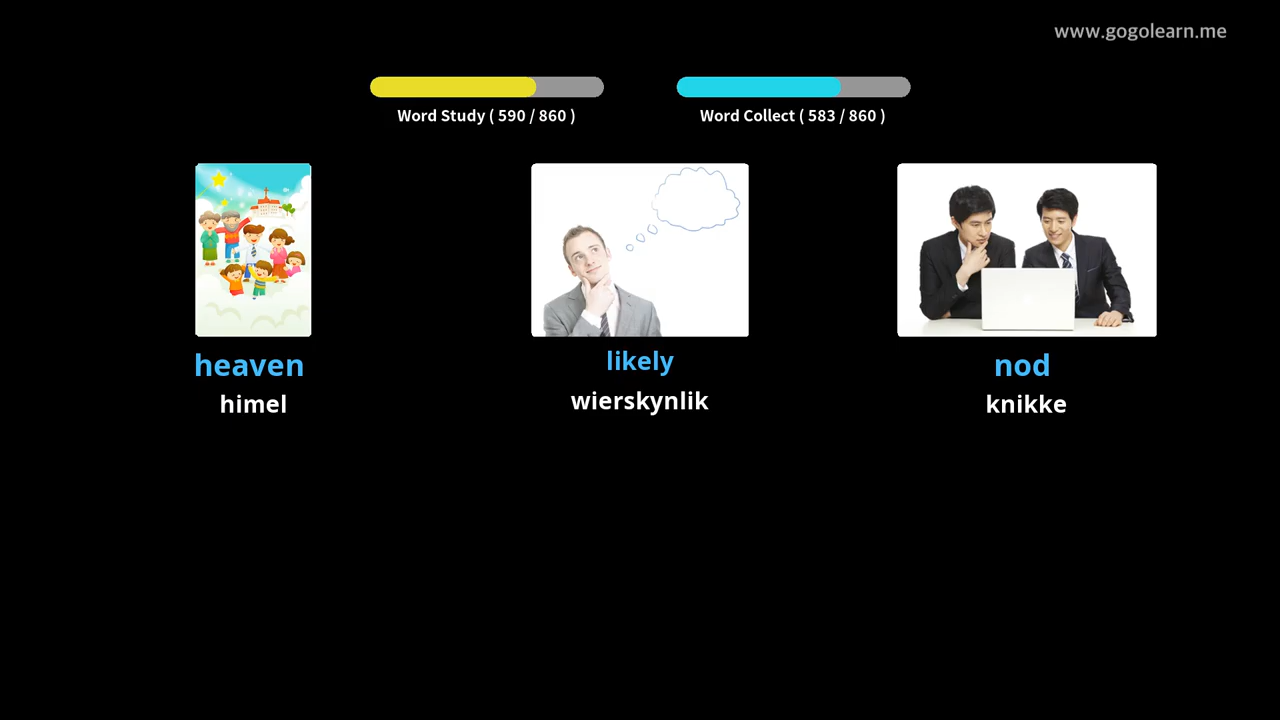 www.gogolearn.me
Word Study ( 590 / 860 )
Word Collect ( 583 / 860 )
heaven
himel
likely
wierskynlik
nod
knikke